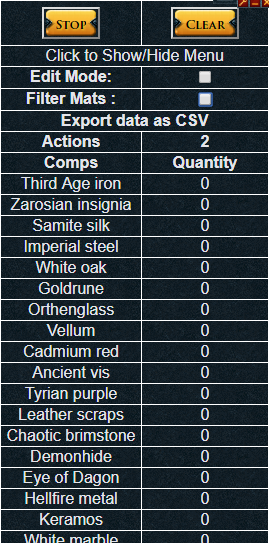 STOP CLEAR
Click to Show/Hide Menu
Edit Mode:
Filter Mats :
Export data as CSV
Actions 2
Comps Quantity
Third Age iron 0
Zarosian insignia 0
Samite silk 0
Imperial steel 0
White oak 0
Goldrune 0
Orthenglass 0
Vellum 0
Cadmium red 0
Ancient vis 0
Tyrian purple 0
Leather scraps 0
Chaotic brimstone 0
Demonhide 0
Eye of Dagon 0
Hellfire metal 0
Keramos 0
White marble 0